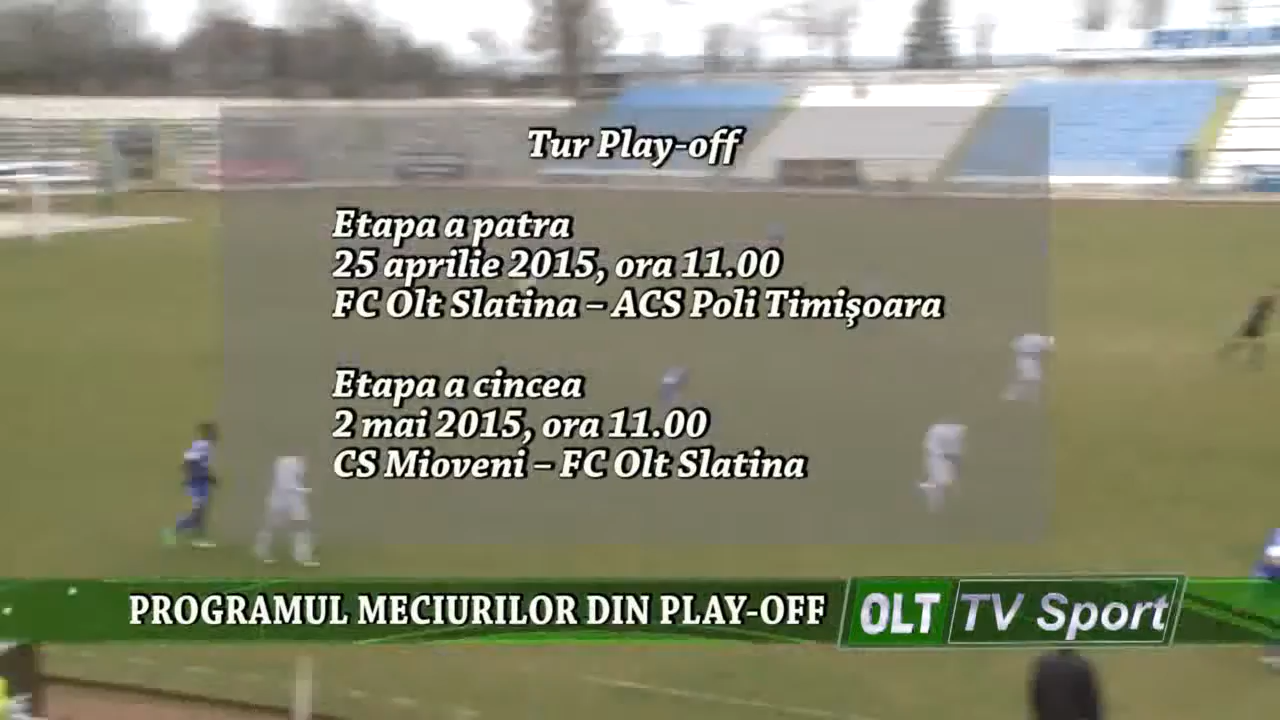 Tur Play-off
Etapa a patra
25 aprilie 2015, ora 11.00
FC Olt Slatina – ACS Poli Timişoara
Etapa a cincea
2 mai 2015, ora 11.00
CS Mioveni – FC Olt Slatina
PROGRAMUL MECIURILOR DIN PLAY-OFF
OLT TV Sport